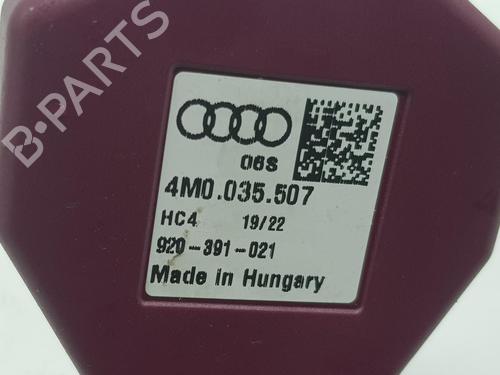 B-PARTS
06S
4M0.035.507
HC4 19/22
920-391-021
Made in Hungary